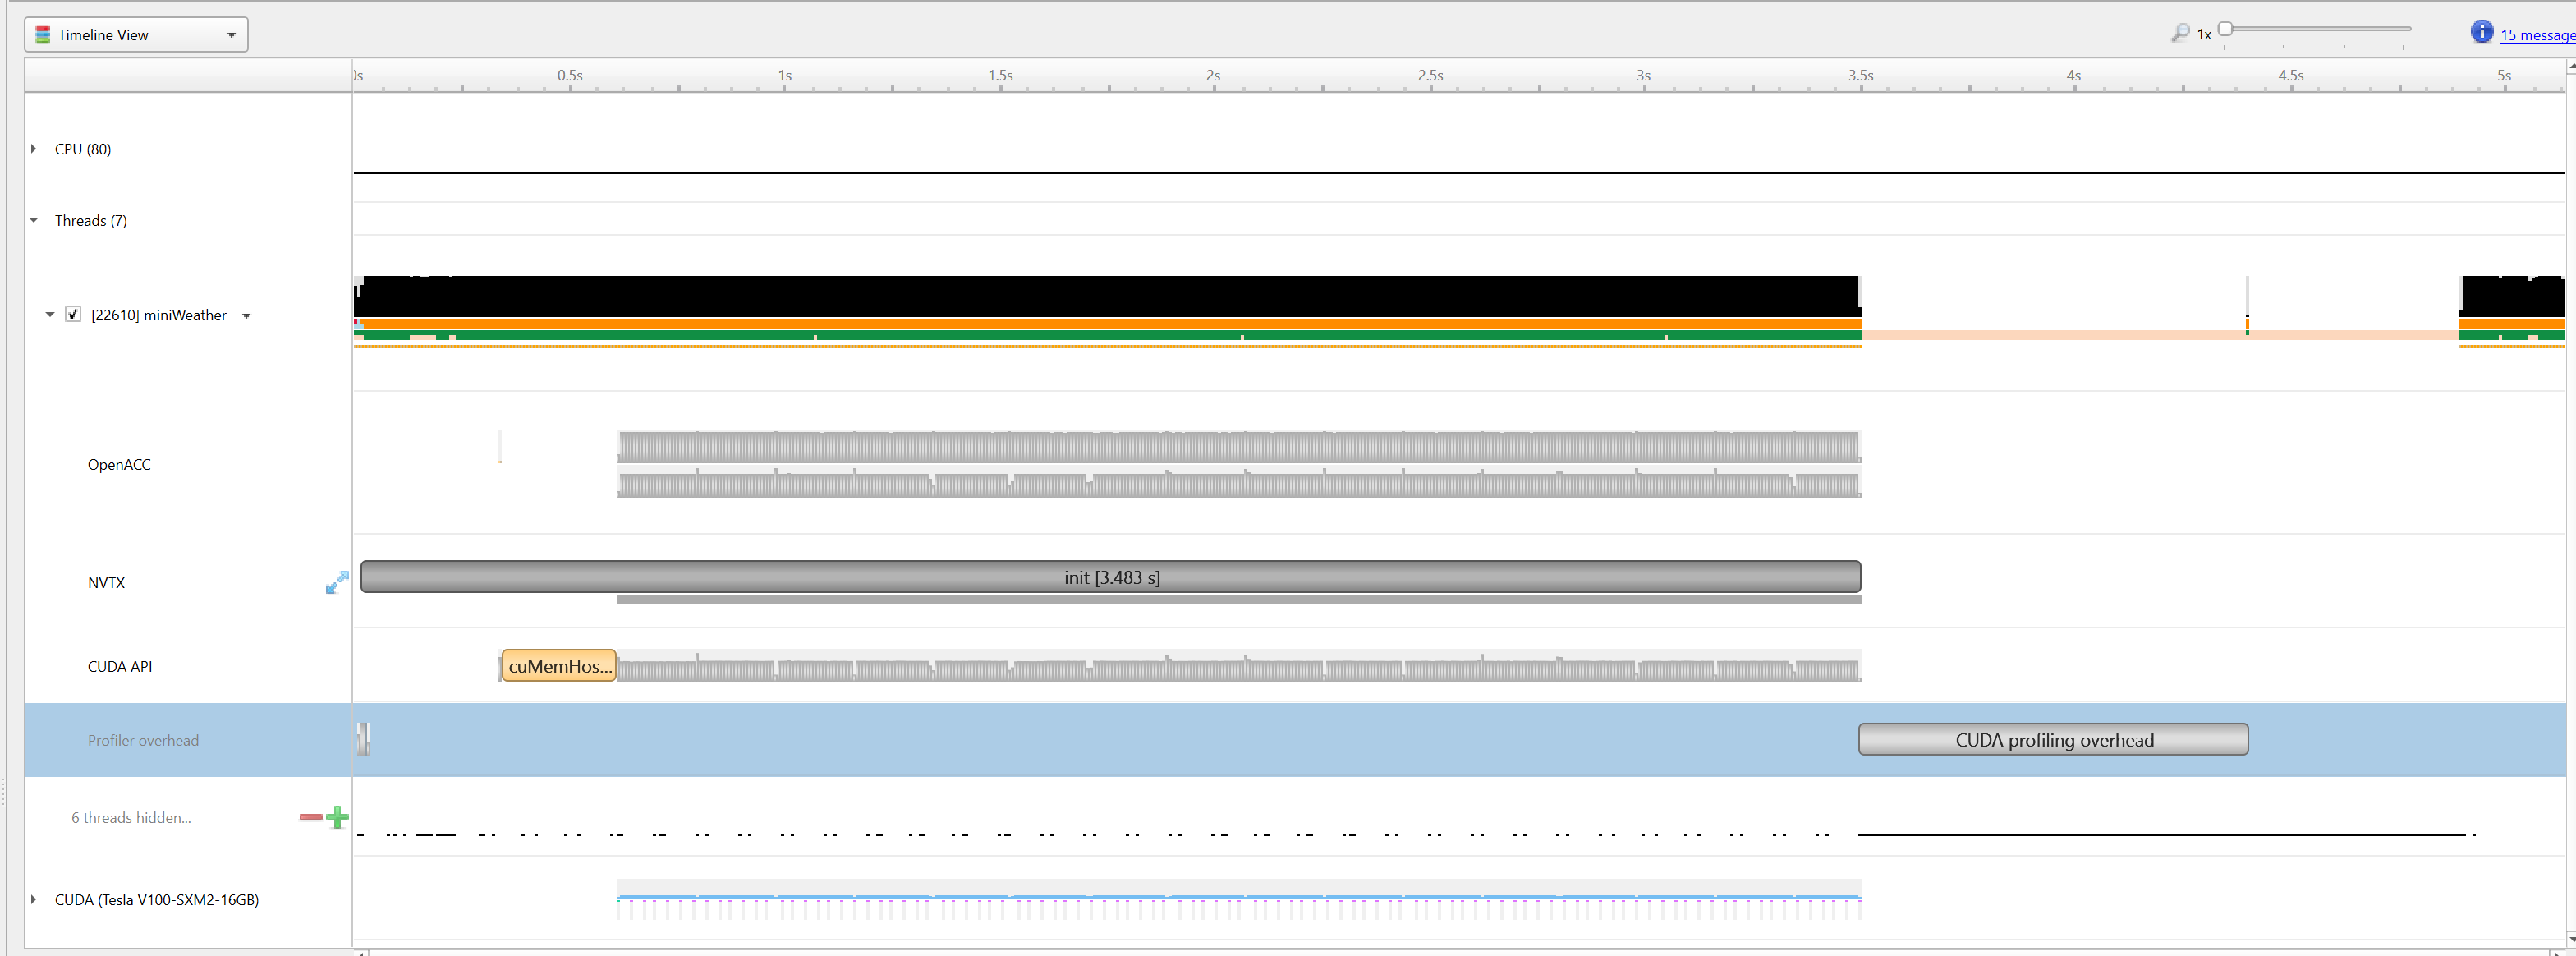 Timeline View
1x
15 message
0s 0.5s 1s 1.5s 2s 2.5s 3s 3.5s 4s 4.5s 5s
CPU (80)
Threads (7)
[22610] miniWeather
OpenACC
NVTX
init [3.483 s]
CUDA API
cuMemHos...
Profiler overhead
CUDA profiling overhead
6 threads hidden...
CUDA (Tesla V100-SXM2-16GB)